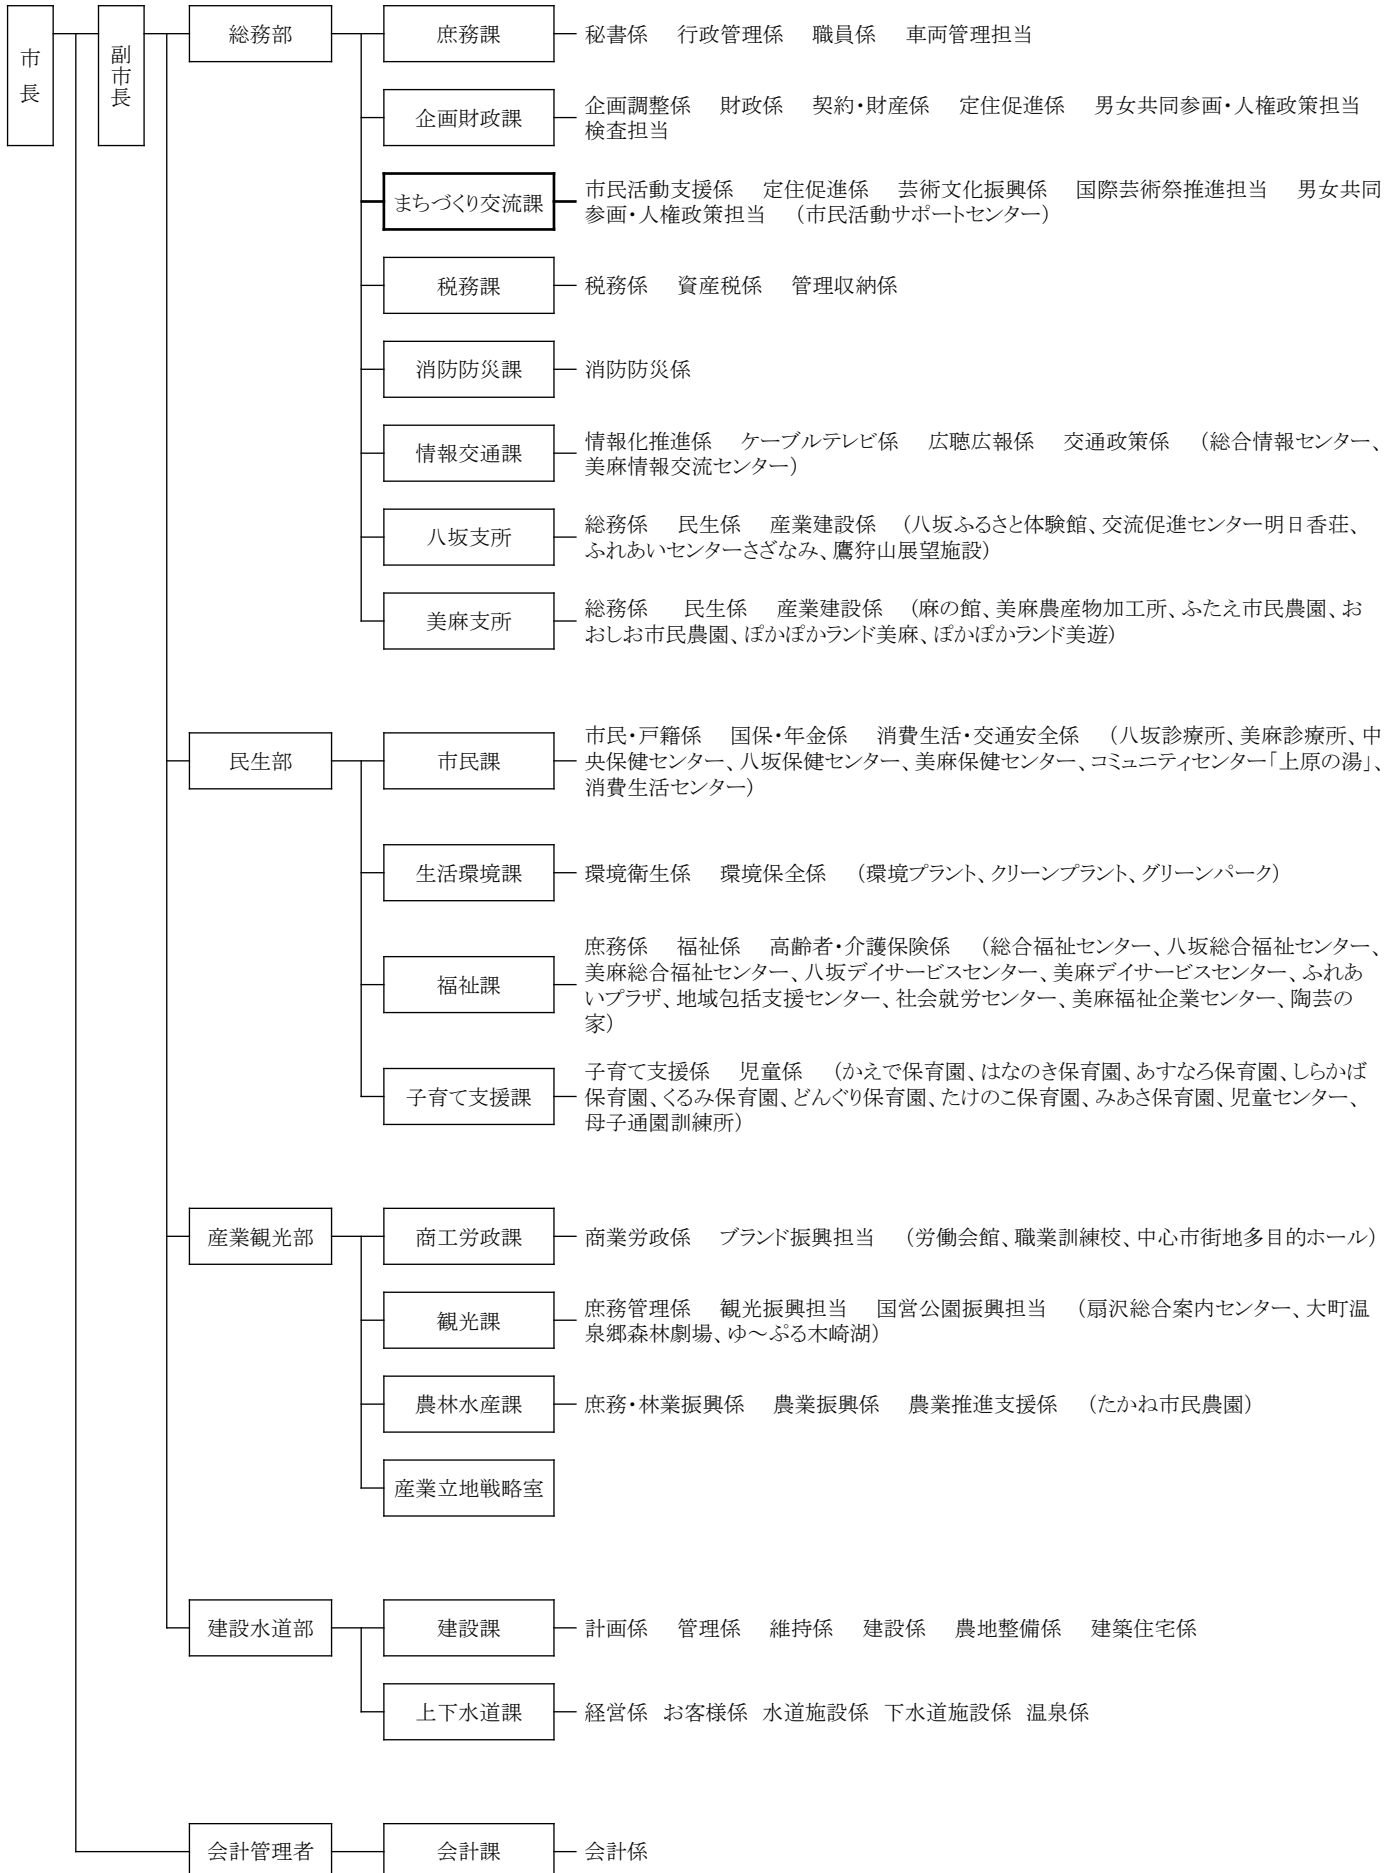 市長
副市長
総務部
庶務課
秘書係 行政管理係 職員係 車両管理担当
企画財政課
企画調整係 財政係 契約・財産係 定住促進係 男女共同参画・人権政策担当
検査担当
まちづくり交流課
市民活動支援係 定住促進係 芸術文化振興係 国際芸術祭推進担当 男女共同
参画・人権政策担当 (市民活動サポートセンター)
税務課
税務係 資産税係 管理収納係
消防防災課
消防防災係
情報交通課
情報化推進係 ケーブルテレビ係 広聴広報係 交通政策係 (総合情報センター、
美麻情報交流センター)
八坂支所
総務係 民生係 産業建設係 (八坂ふるさと体験館、交流促進センター明日香荘、
ふれあいセンターさざなみ、鷹狩山展望施設)
美麻支所
総務係 民生係 産業建設係 (麻の館、美麻農産物加工所、ふたえ市民農園、お
おしお市民農園、ぽかぽかランド美麻、ぽかぽかランド美遊)
民生部
市民課
市民・戸籍係 国保・年金係 消費生活・交通安全係 (八坂診療所、美麻診療所、中
央保健センター、八坂保健センター、美麻保健センター、コミュニティセンター「上原の湯」、
消費生活センター)
生活環境課
環境衛生係 環境保全係 (環境プラント、クリーンプラント、グリーンパーク)
福祉課
庶務係 福祉係 高齢者・介護保険係 (総合福祉センター、八坂総合福祉センター、
美麻総合福祉センター、八坂デイサービスセンター、美麻デイサービスセンター、ふれあ
いプラザ、地域包括支援センター、社会就労センター、美麻福祉企業センター、陶芸の
家)
子育て支援課
子育て支援係 児童係 (かえで保育園、はなのき保育園、あすなろ保育園、しらかば
保育園、くるみ保育園、どんぐり保育園、たけのこ保育園、みあさ保育園、児童センター、
母子通園訓練所)
産業観光部
商工労政課
商業労政係 ブランド振興担当 (労働会館、職業訓練校、中心市街地多目的ホール)
観光課
庶務管理係 観光振興担当 国営公園振興担当 (扇沢総合案内センター、大町温
泉郷森林劇場、ゆ～ぷる木崎湖)
農林水産課
庶務・林業振興係 農業振興係 農業推進支援係 (たかね市民農園)
産業立地戦略室
建設水道部
建設課
計画係 管理係 維持係 建設係 農地整備係 建築住宅係
上下水道課
経営係 お客様係 水道施設係 下水道施設係 温泉係
会計管理者
会計課
会計係